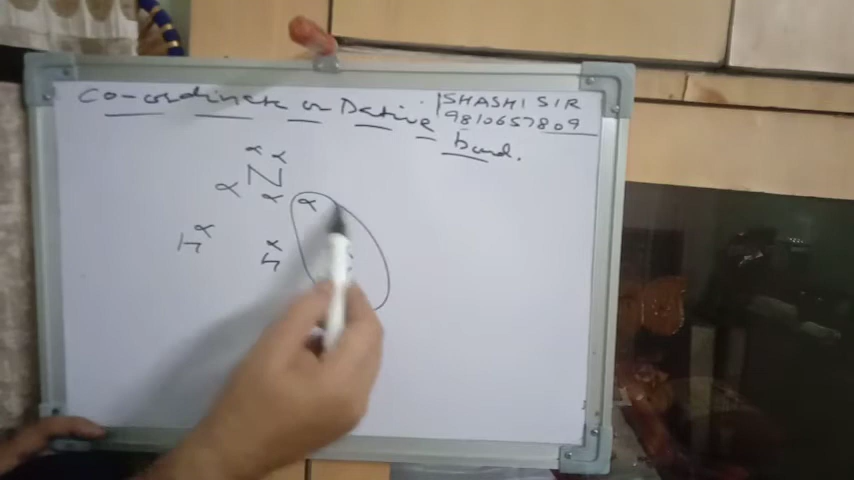 Co-ordinate or Dative bond.
SHASHI SIR
9810657809
N
H
H